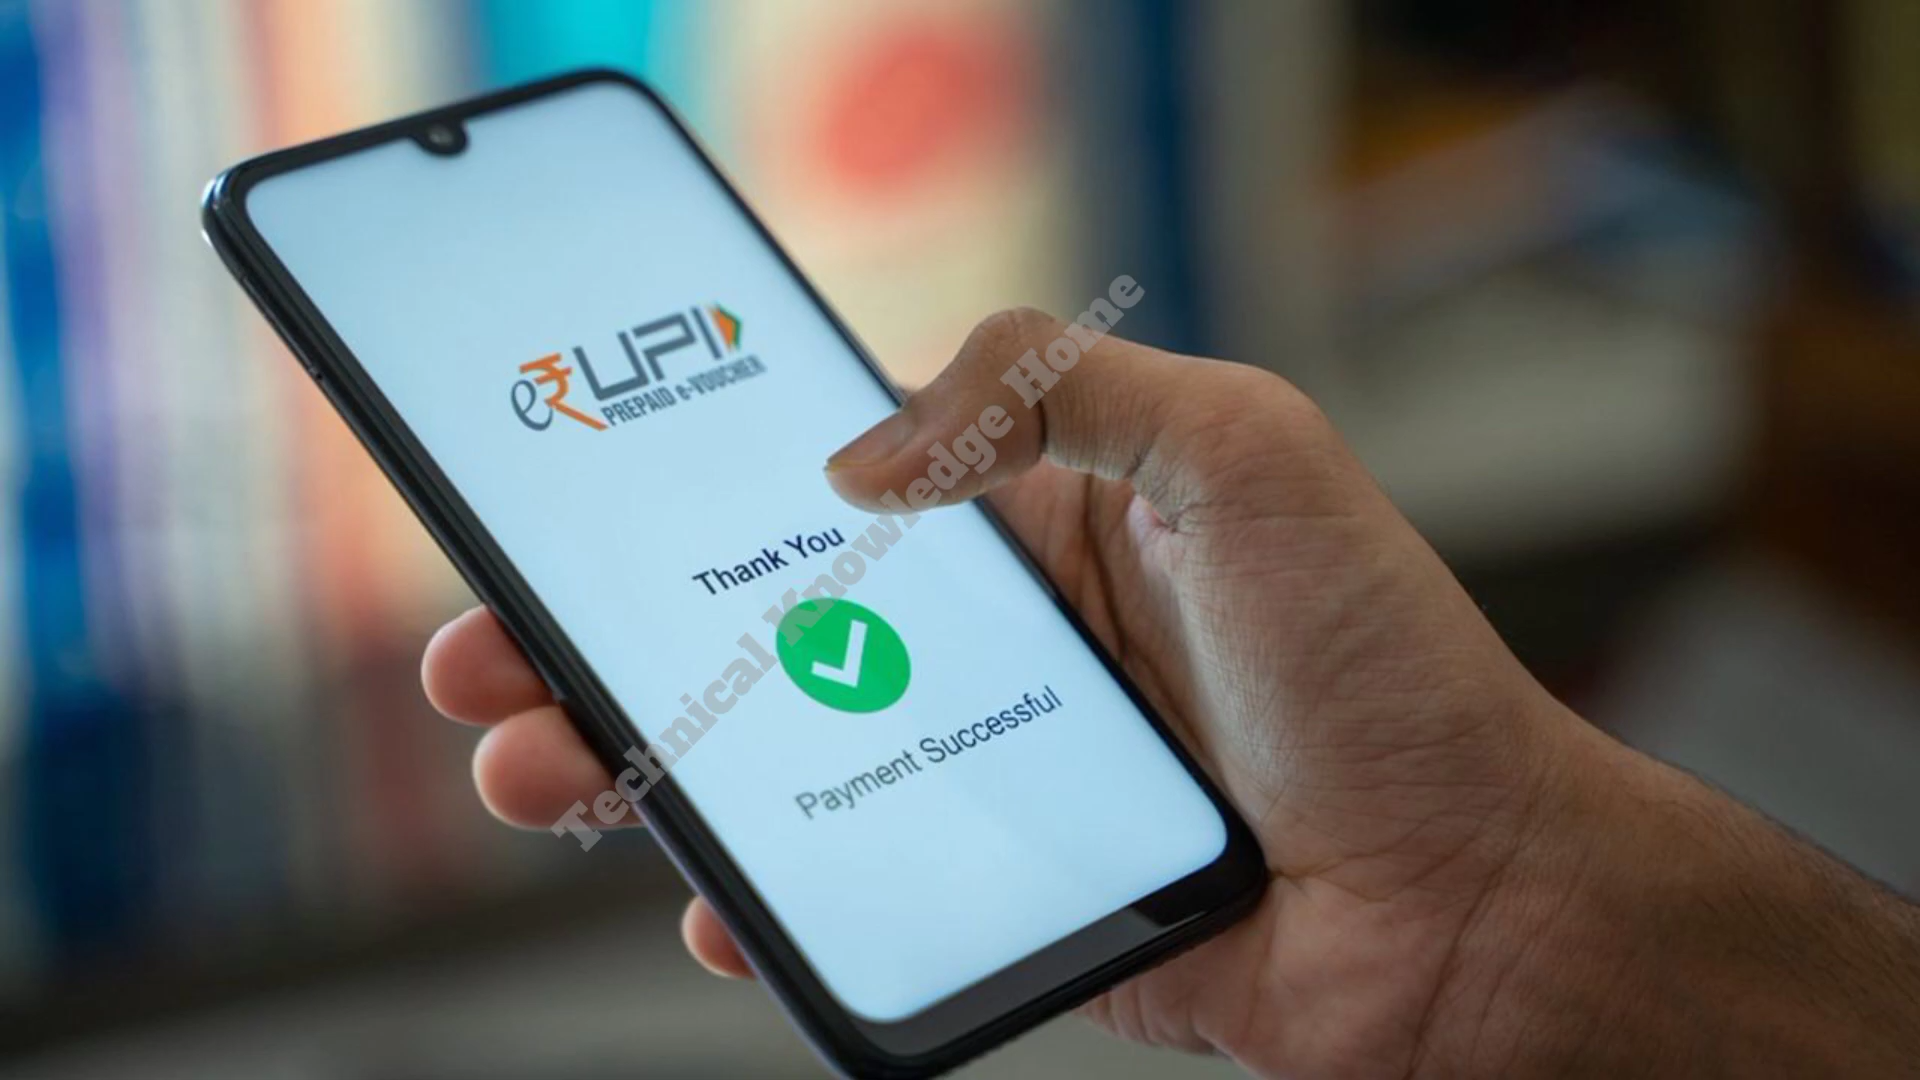 e₹ UPI
PREPAID e-VOUCHER
Thank You
Payment Successful
Technical Knowledge Home